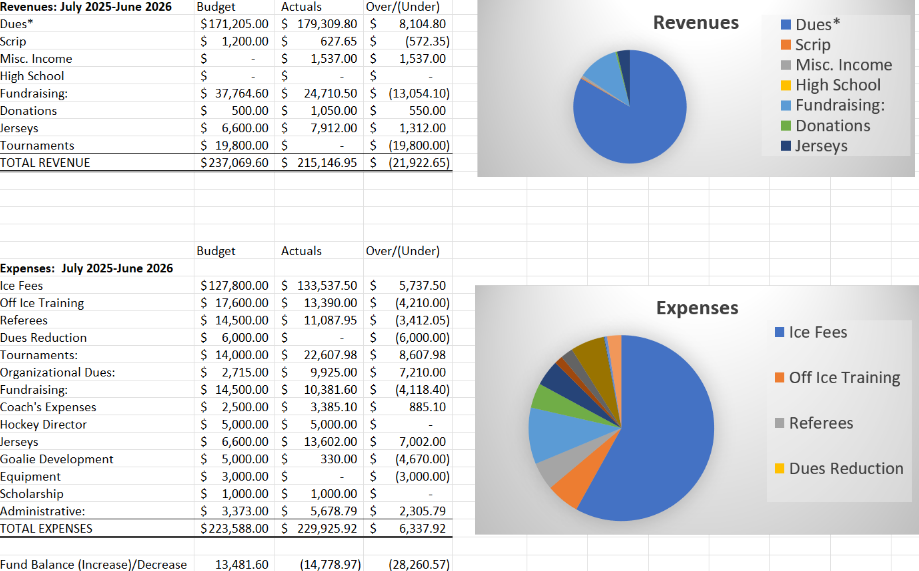 Revenues: July 2025-June 2026 Budget Actuals Over/(Under)
Dues* $171,205.00 $ 179,309.80 $ 8,104.80
Scrip $ 1,200.00 $ 627.65 $ (572.35)
Misc. Income $ - $ 1,537.00 $ 1,537.00
High School $ - $ - $ -
Fundraising: $ 37,764.60 $ 24,710.50 $ (13,054.10)
Donations $ 500.00 $ 1,050.00 $ 550.00
Jerseys $ 6,600.00 $ 7,912.00 $ 1,312.00
Tournaments $ 19,800.00 $ - $ (19,800.00)
TOTAL REVENUE $237,069.60 $ 215,146.95 $ (21,922.65)
Revenues
Dues*
Scrip
Misc. Income
High School
Fundraising:
Donations
Jerseys
Budget Actuals Over/(Under)
Expenses: July 2025-June 2026
Ice Fees $127,800.00 $ 133,537.50 $ 5,737.50
Off Ice Training $ 17,600.00 $ 13,390.00 $ (4,210.00)
Referees $ 14,500.00 $ 11,087.95 $ (3,412.05)
Dues Reduction $ 6,000.00 $ - $ (6,000.00)
Tournaments: $ 14,000.00 $ 22,607.98 $ 8,607.98
Organizational Dues: $ 2,715.00 $ 9,925.00 $ 7,210.00
Fundraising: $ 14,500.00 $ 10,381.60 $ (4,118.40)
Coach's Expenses $ 2,500.00 $ 3,385.10 $ 885.10
Hockey Director $ 5,000.00 $ 5,000.00 $ -
Jerseys $ 6,600.00 $ 13,602.00 $ 7,002.00
Goalie Development $ 5,000.00 $ 330.00 $ (4,670.00)
Equipment $ 3,000.00 $ - $ (3,000.00)
Scholarship $ 1,000.00 $ 1,000.00 $ -
Administrative: $ 3,373.00 $ 5,678.79 $ 2,305.79
TOTAL EXPENSES $223,588.00 $ 229,925.92 $ 6,337.92
Expenses
Ice Fees
Off Ice Training
Referees
Dues Reduction
Fund Balance (Increase)/Decrease 13,481.60 (14,778.97) (28,260.57)